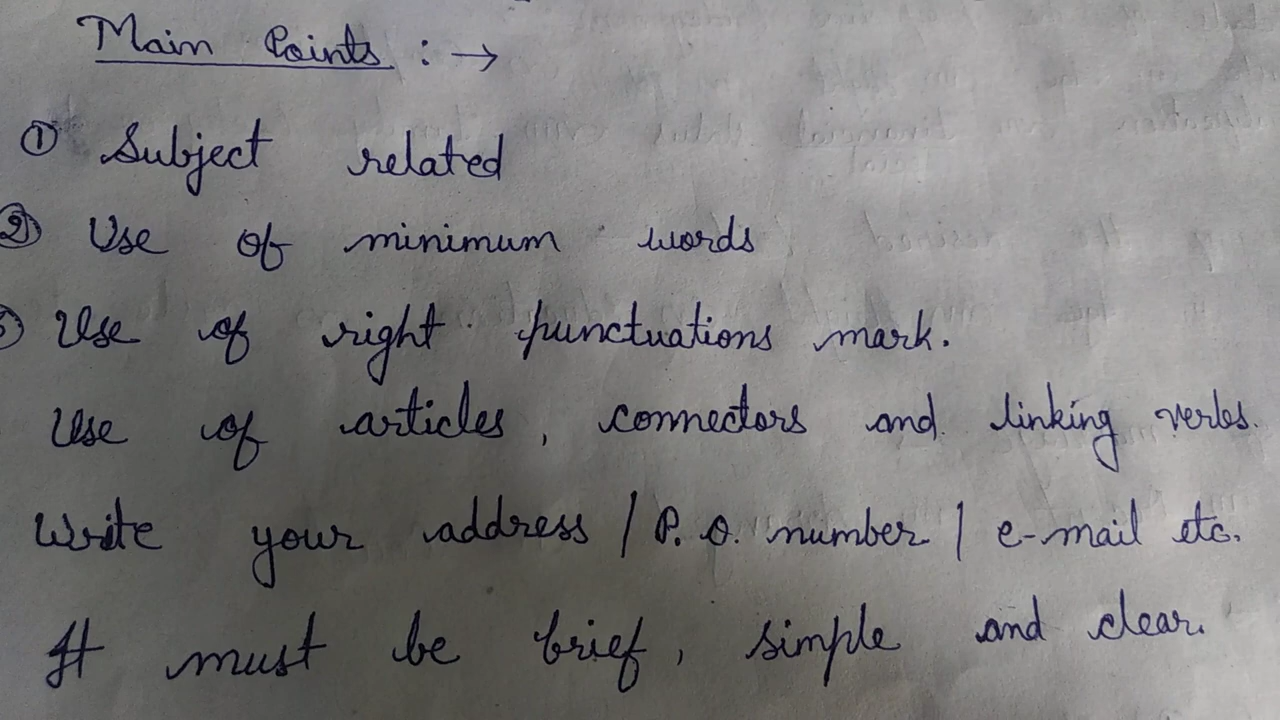 Main Points : →
① Subject related
② Use of minimum words
③ Use of right punctuations mark.
Use of articles, connectors and linking verbs.
Write your address / P. O. number / e-mail etc.
It must be brief, simple and clear.